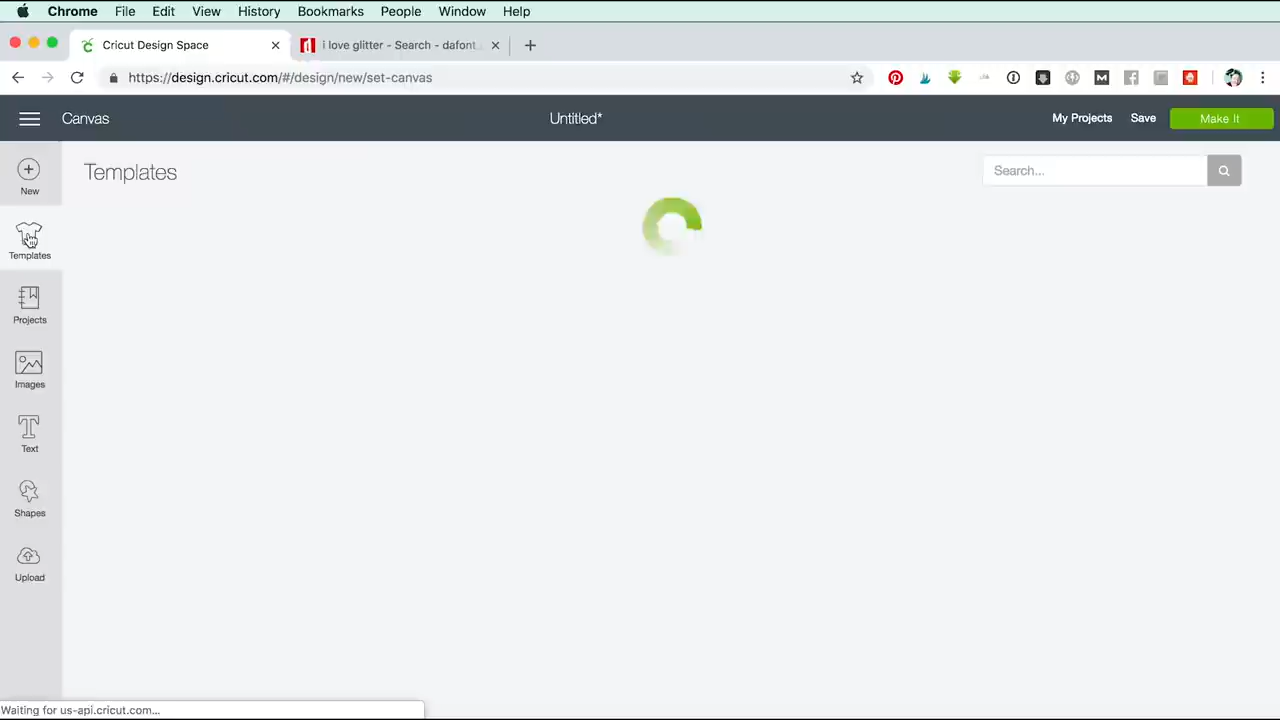 Chrome File Edit View History Bookmarks People Window Help
Cricut Design Space i love glitter - Search - dafont
https://design.cricut.com/#/design/new/set-canvas
Canvas Untitled* My Projects Save Make It
Templates Search...
New
Templates
Projects
Images
Text
Shapes
Upload
Waiting for us-api.cricut.com...